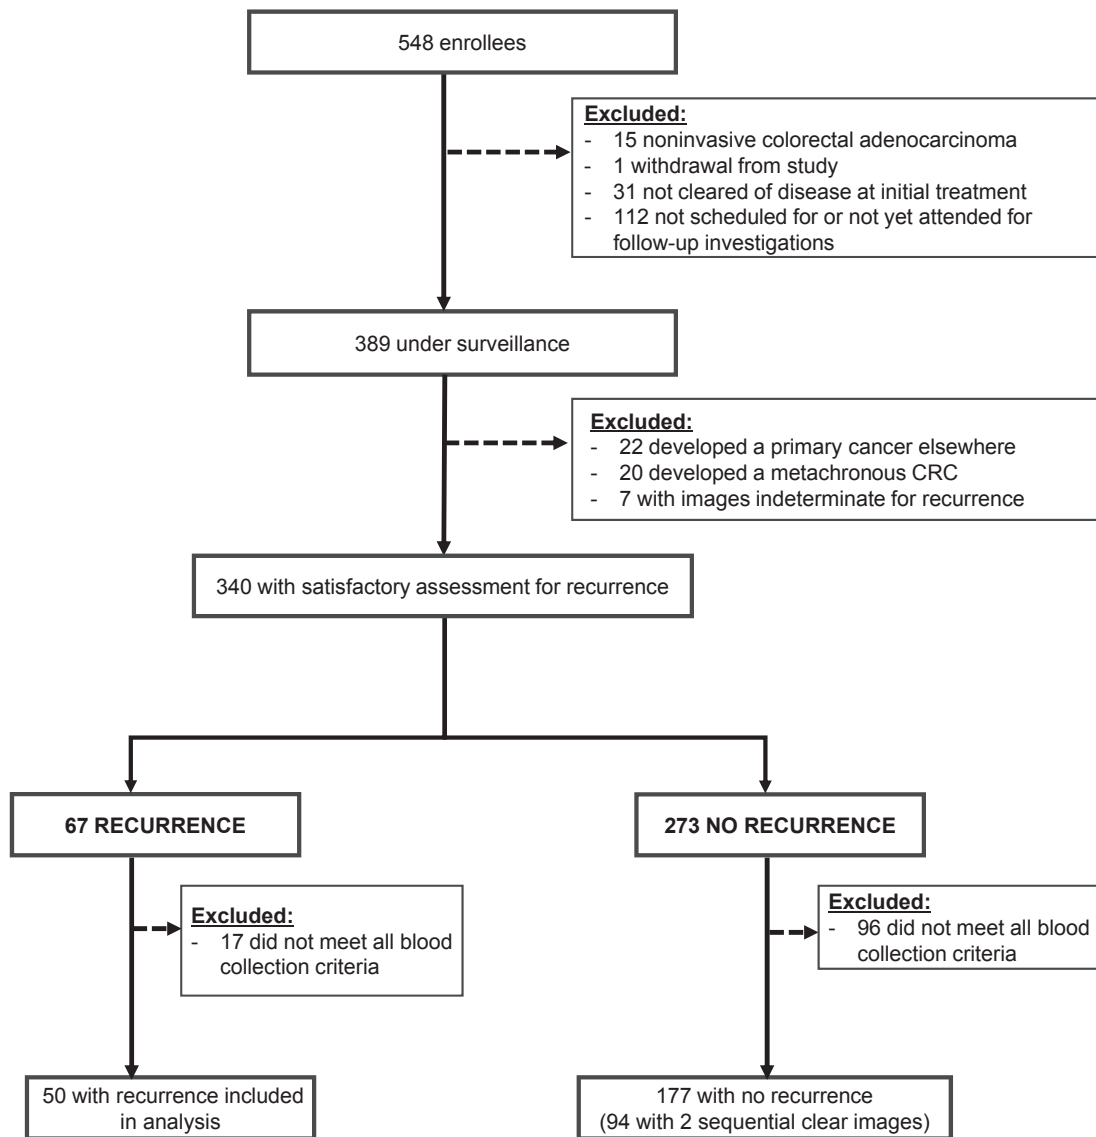 548 enrollees
Excluded:
- 15 noninvasive colorectal adenocarcinoma
- 1 withdrawal from study
- 31 not cleared of disease at initial treatment
- 112 not scheduled for or not yet attended for
follow-up investigations
389 under surveillance
Excluded:
- 22 developed a primary cancer elsewhere
- 20 developed a metachronous CRC
- 7 with images indeterminate for recurrence
340 with satisfactory assessment for recurrence
67 RECURRENCE
273 NO RECURRENCE
Excluded:
- 17 did not meet all blood
collection criteria
Excluded:
- 96 did not meet all blood
collection criteria
50 with recurrence included
in analysis
177 with no recurrence
(94 with 2 sequential clear images)